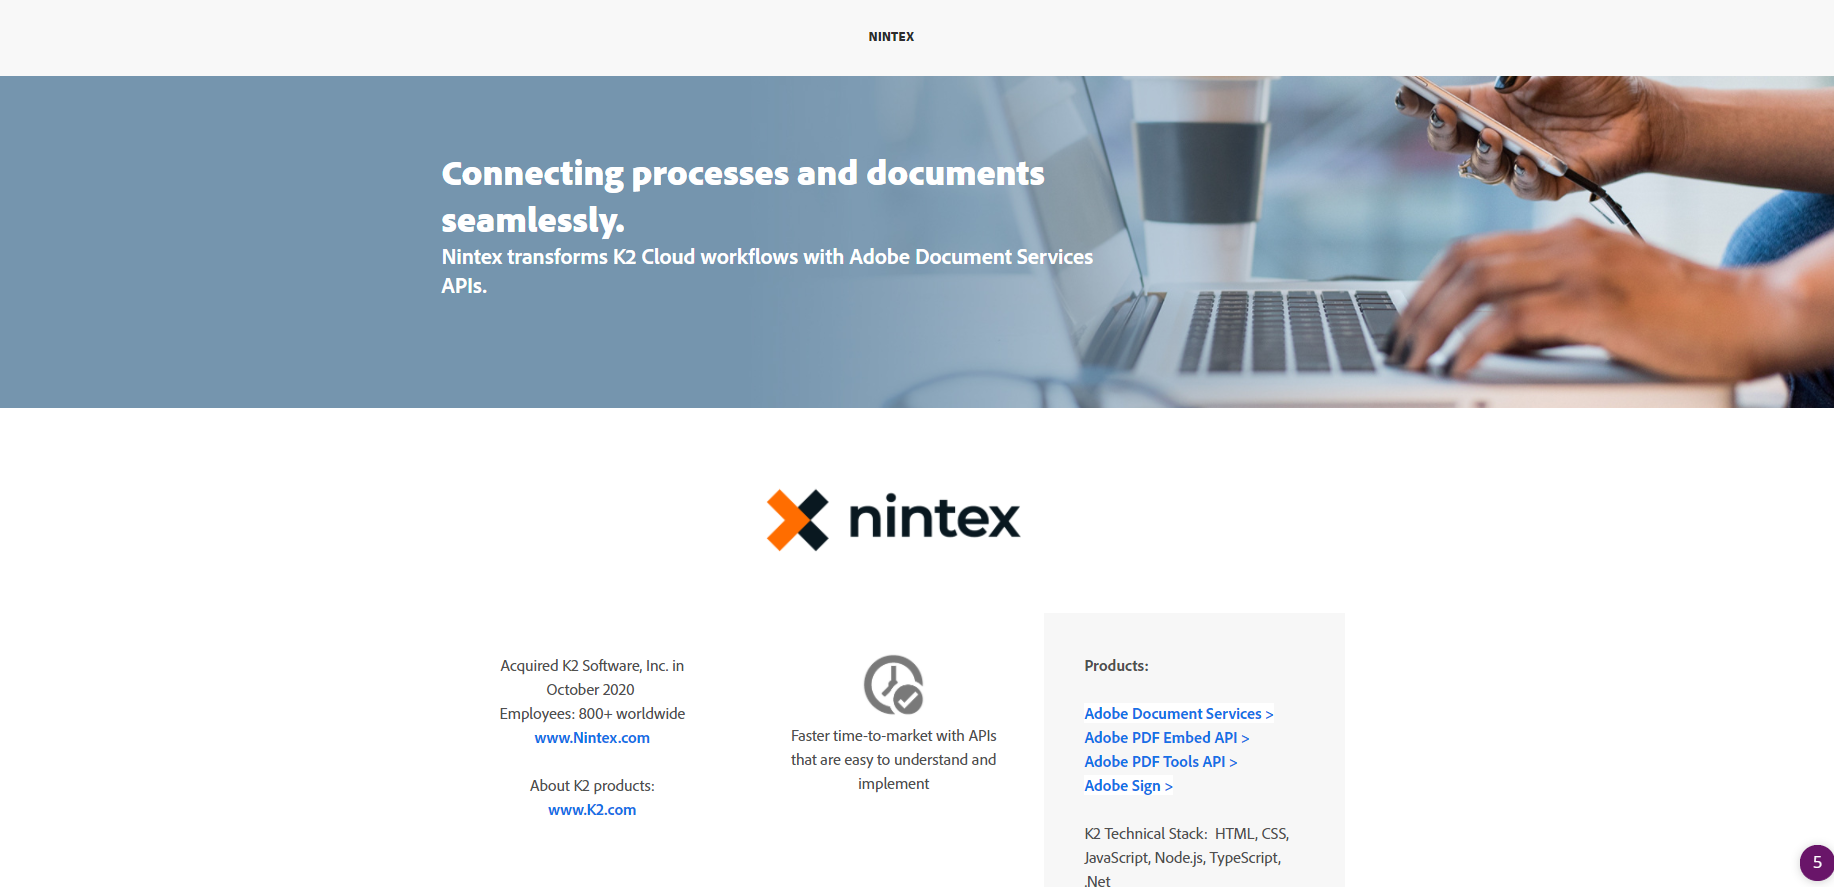 NINTEX
Connecting processes and documents
seamlessly.
Nintex transforms K2 Cloud workflows with Adobe Document Services
APIs.
nintex
Acquired K2 Software, Inc. in
October 2020
Employees: 800+ worldwide
www.Nintex.com
About K2 products:
www.K2.com
Faster time-to-market with APIs
that are easy to understand and
implement
Products:
Adobe Document Services >
Adobe PDF Embed API >
Adobe PDF Tools API >
Adobe Sign >
K2 Technical Stack:  HTML, CSS,
JavaScript, Node.js, TypeScript,
.Net
5